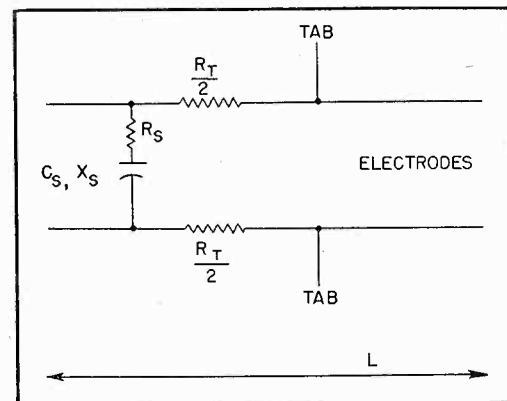 TAB
R_T
2
R_S
C_S, X_S
ELECTRODES
R_T
2
TAB
L